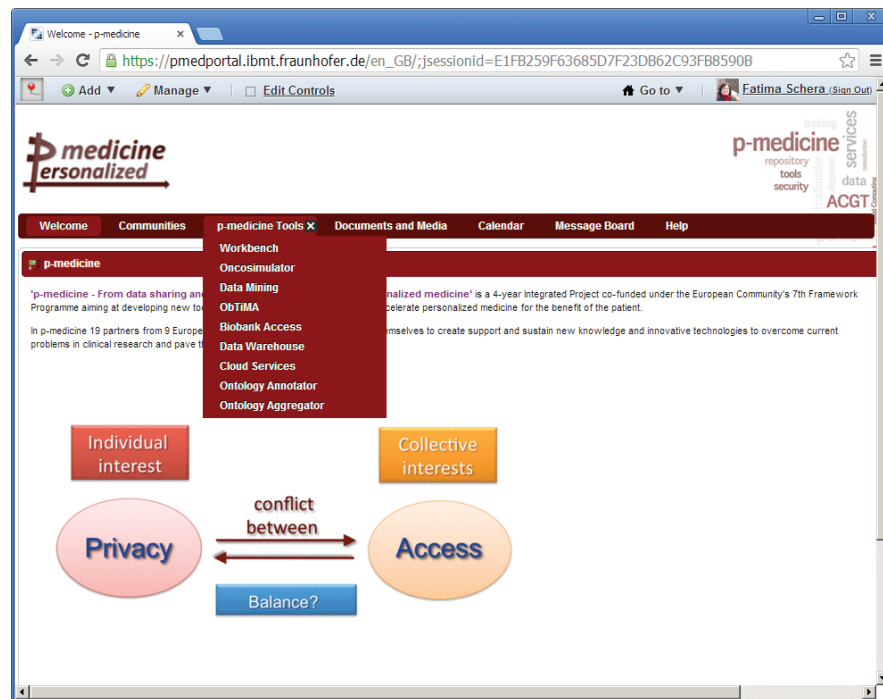 Welcome - p-medicine
https://pmedportal.ibmt.fraunhofer.de/en_GB/;jsessionid=E1FB259F63685D7F23DB62C93FB8590B
Add Manage Edit Controls Go to Fatima Schera (Sign Out)
p medicine
ersonalized
training
p-medicine
services
repository
tools
security
trialbuilder
decision
data
consultation
ACGT
Welcome Communities p-medicine Tools X Documents and Media Calendar Message Board Help
Workbench
Oncosimulator
Data Mining
ObTiMA
Biobank Access
Data Warehouse
Cloud Services
Ontology Annotator
Ontology Aggregator
p-medicine
'p-medicine - From data sharing an nalized medicine' is a 4-year Integrated Project co-funded under the European Community's 7th Framework
Programme aiming at developing new to celerate personalized medicine for the benefit of the patient.
In p-medicine 19 partners from 9 Europe mselves to create support and sustain new knowledge and innovative technologies to overcome current
problems in clinical research and pave t
Individual
interest
Collective
interests
conflict
between
Privacy
Access
Balance?